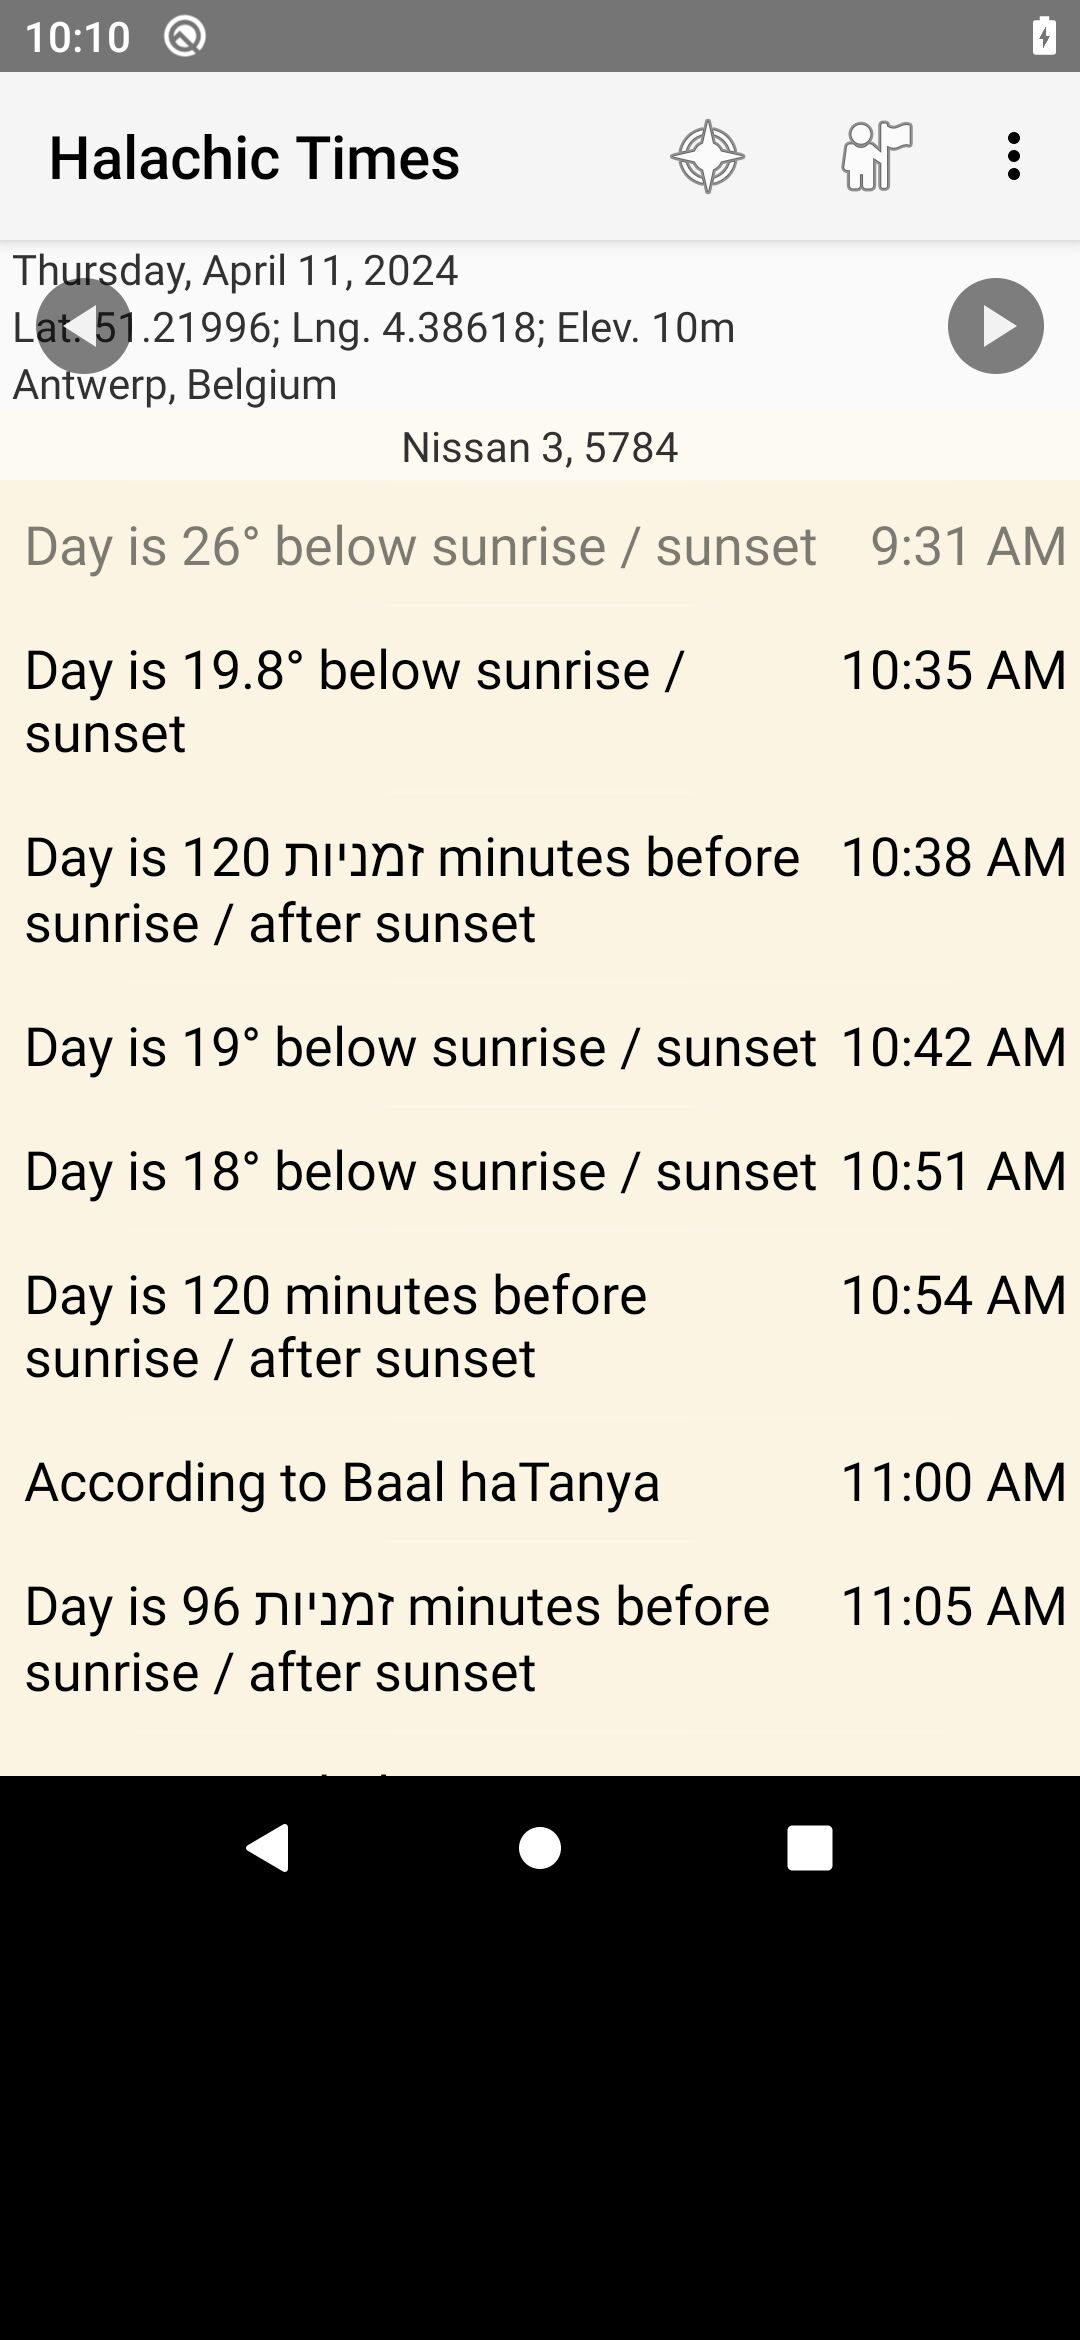 10:10
Halachic Times
Thursday, April 11, 2024
Lat. 51.21996; Lng. 4.38618; Elev. 10m
Antwerp, Belgium
Nissan 3, 5784
Day is 26° below sunrise / sunset 9:31 AM
Day is 19.8° below sunrise / 10:35 AM
sunset
Day is 120 זמניות minutes before 10:38 AM
sunrise / after sunset
Day is 19° below sunrise / sunset 10:42 AM
Day is 18° below sunrise / sunset 10:51 AM
Day is 120 minutes before 10:54 AM
sunrise / after sunset
According to Baal haTanya 11:00 AM
Day is 96 זמניות minutes before 11:05 AM
sunrise / after sunset